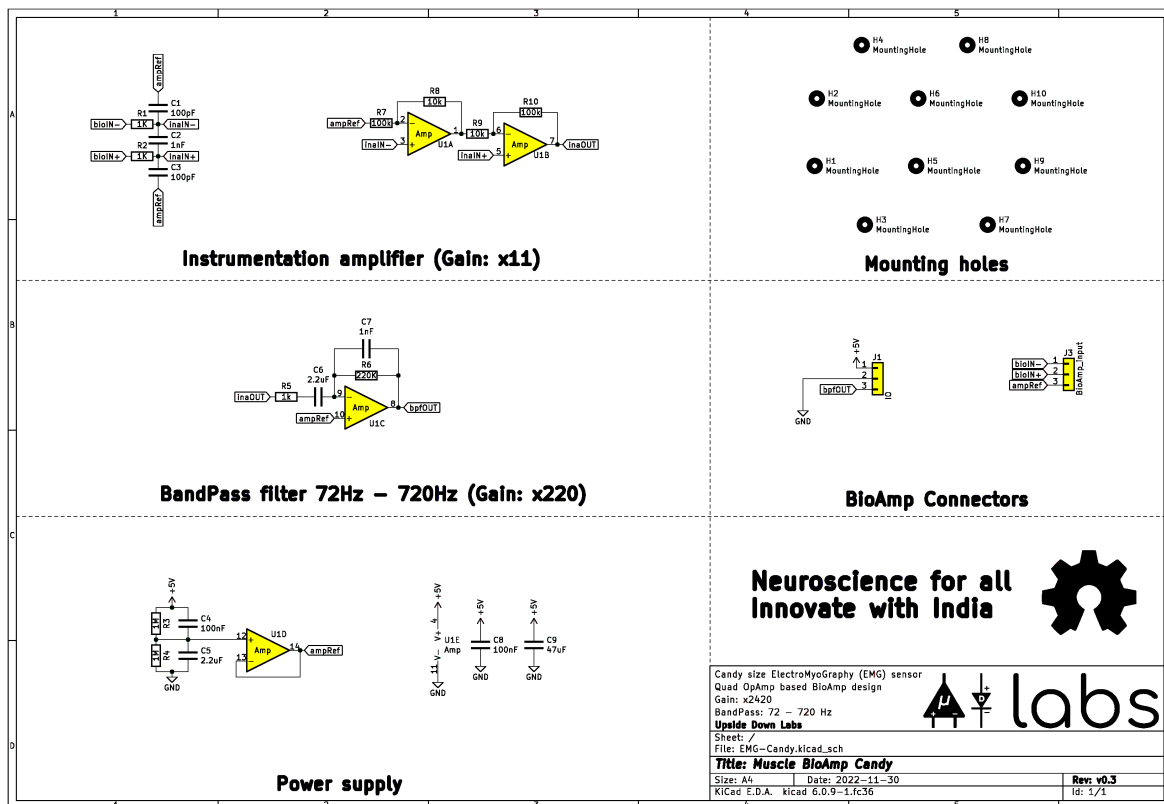 1 2 3 4 5
A
ampRef
C1
100pF
R1
bioIN-
1K
inaIN-
C2
1nF
R2
bioIN+
1K
inaIN+
C3
100pF
ampRef
R8
10k
R7
ampRef
100k
2
Amp
1
inaIN-
3
U1A
R9
10k
R10
100k
6
Amp
7
inaOUT
inaIN+
5
U1B
Instrumentation amplifier (Gain: x11)
H4
MountingHole
H8
MountingHole
H2
MountingHole
H6
MountingHole
H10
MountingHole
H1
MountingHole
H5
MountingHole
H9
MountingHole
H3
MountingHole
H7
MountingHole
Mounting holes
B
C7
1nF
R6
220K
C6
2.2uF
R5
inaOUT
1k
9
Amp
8
bpfOUT
ampRef
10
U1C
BandPass filter 72Hz – 720Hz (Gain: x220)
+5V
J1
1
2
bpfOUT
3
IO
GND
J3
bioIN-
1
bioIN+
2
ampRef
3
BioAmp_Input
BioAmp Connectors
C
+5V
1M
R3
C4
100nF
1M
R4
C5
2.2uF
GND
12
U1D
Amp
14
ampRef
13
+5V
4
V+
U1E
Amp
V-
11
GND
+5V
C8
100nF
GND
+5V
C9
47uF
GND
Power supply
Neuroscience for all
Innovate with India
D
Candy size ElectroMyoGraphy (EMG) sensor
Quad OpAmp based BioAmp design
Gain: x2420
BandPass: 72 – 720 Hz
Upside Down Labs
μ D labs
Sheet: /
File: EMG-Candy.kicad_sch
Title: Muscle BioAmp Candy
Size: A4 Date: 2022-11-30 Rev: v0.3
KiCad E.D.A. kicad 6.0.9-1.fc36 Id: 1/1